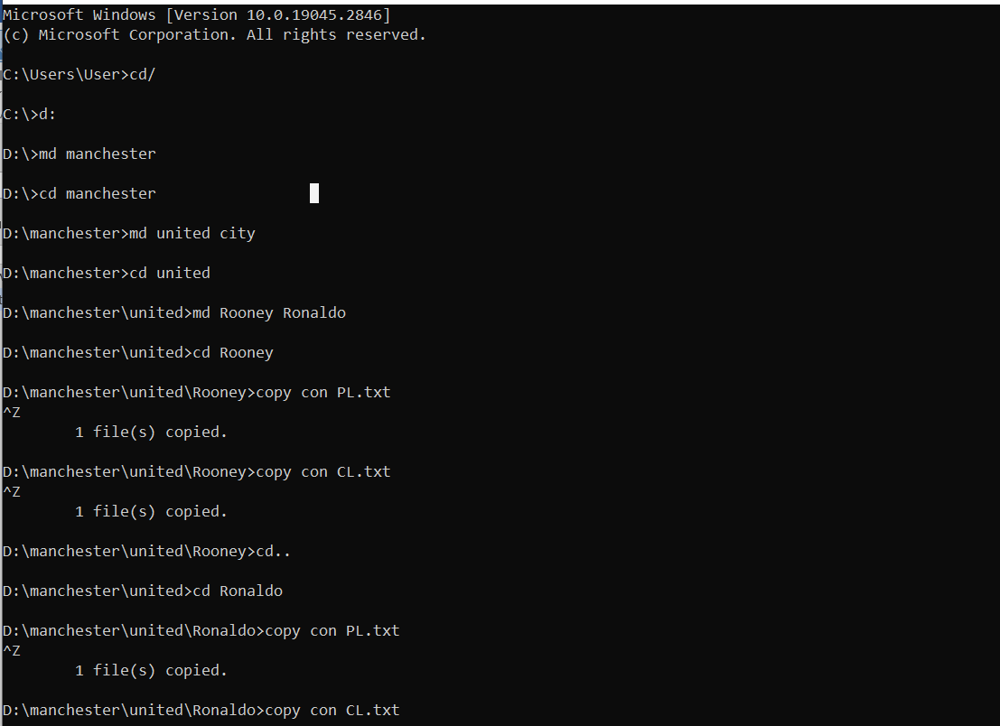 Microsoft Windows [Version 10.0.19045.2846]
(c) Microsoft Corporation. All rights reserved.
C:\Users\User>cd/
C:\>d:
D:\>md manchester
D:\>cd manchester
D:\manchester>md united city
D:\manchester>cd united
D:\manchester\united>md Rooney Ronaldo
D:\manchester\united>cd Rooney
D:\manchester\united\Rooney>copy con PL.txt
^Z
        1 file(s) copied.
D:\manchester\united\Rooney>copy con CL.txt
^Z
        1 file(s) copied.
D:\manchester\united\Rooney>cd..
D:\manchester\united>cd Ronaldo
D:\manchester\united\Ronaldo>copy con PL.txt
^Z
        1 file(s) copied.
D:\manchester\united\Ronaldo>copy con CL.txt